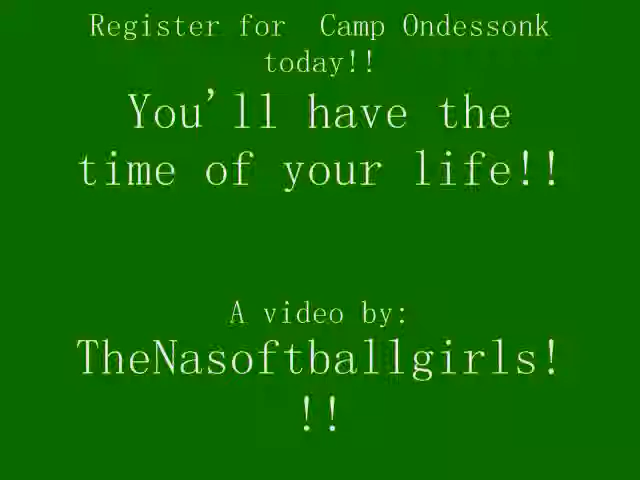 Register for  Camp Ondessonk
today!!
You'll have the
time of your life!!
A video by:
TheNasoftballgirls!
!!